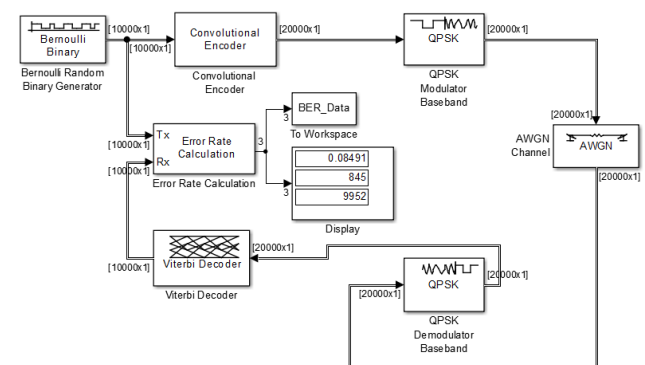 Bernoulli
Binary
Bernoulli Random
Binary Generator
[10000x1]
[10000x1]
Convolutional
Encoder
Convolutional
Encoder
[20000x1]
QPSK
QPSK
Modulator
Baseband
[20000x1]
[20000x1]
AWGN
Channel
AWGN
[20000x1]
Tx
[10000x1]
Rx
[10000x1]
Error Rate
Calculation
Error Rate Calculation
3
3
BER_Data
To Workspace
3
0.08491
845
9952
Display
Viterbi Decoder
Viterbi Decoder
[10000x1]
[20000x1]
QPSK
[20000x1]
[20000x1]
QPSK
Demodulator
Baseband